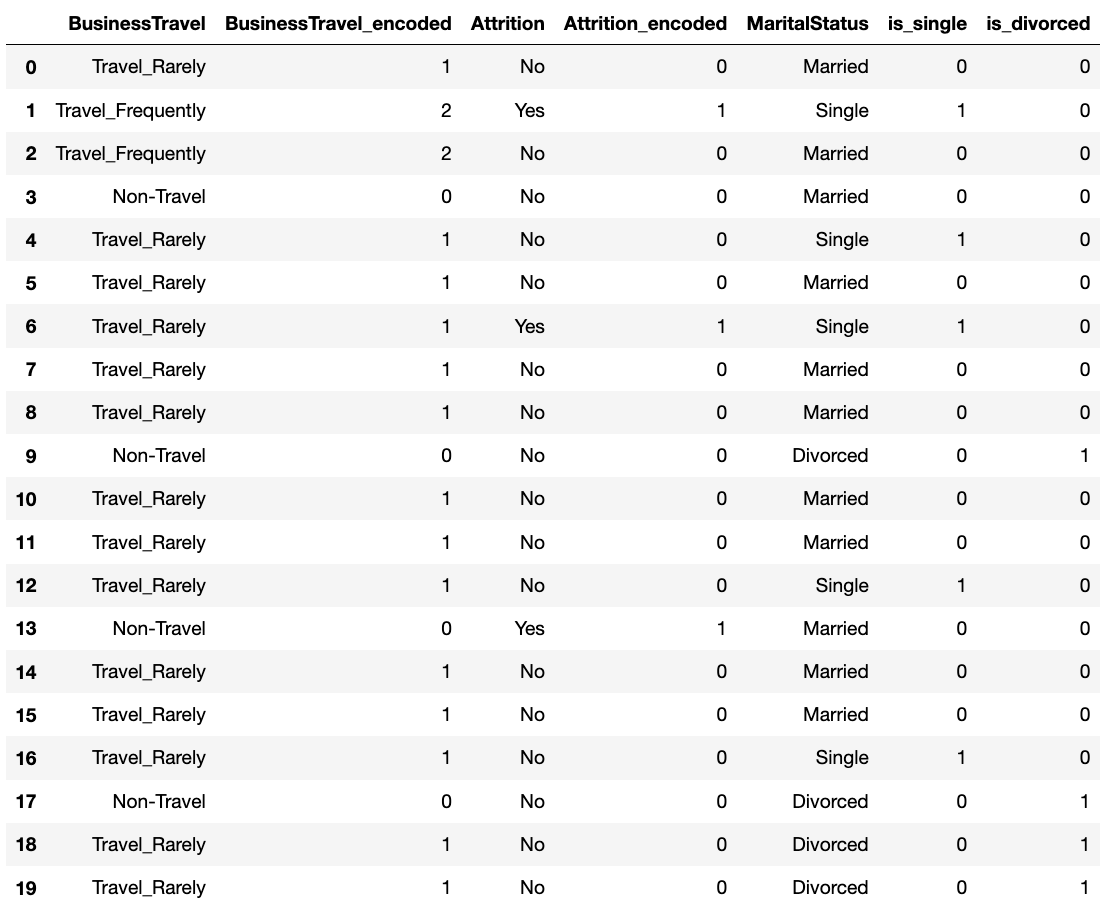 BusinessTravel BusinessTravel_encoded Attrition Attrition_encoded MaritalStatus is_single is_divorced
0 Travel_Rarely 1 No 0 Married 0 0
1 Travel_Frequently 2 Yes 1 Single 1 0
2 Travel_Frequently 2 No 0 Married 0 0
3 Non-Travel 0 No 0 Married 0 0
4 Travel_Rarely 1 No 0 Single 1 0
5 Travel_Rarely 1 No 0 Married 0 0
6 Travel_Rarely 1 Yes 1 Single 1 0
7 Travel_Rarely 1 No 0 Married 0 0
8 Travel_Rarely 1 No 0 Married 0 0
9 Non-Travel 0 No 0 Divorced 0 1
10 Travel_Rarely 1 No 0 Married 0 0
11 Travel_Rarely 1 No 0 Married 0 0
12 Travel_Rarely 1 No 0 Single 1 0
13 Non-Travel 0 Yes 1 Married 0 0
14 Travel_Rarely 1 No 0 Married 0 0
15 Travel_Rarely 1 No 0 Married 0 0
16 Travel_Rarely 1 No 0 Single 1 0
17 Non-Travel 0 No 0 Divorced 0 1
18 Travel_Rarely 1 No 0 Divorced 0 1
19 Travel_Rarely 1 No 0 Divorced 0 1